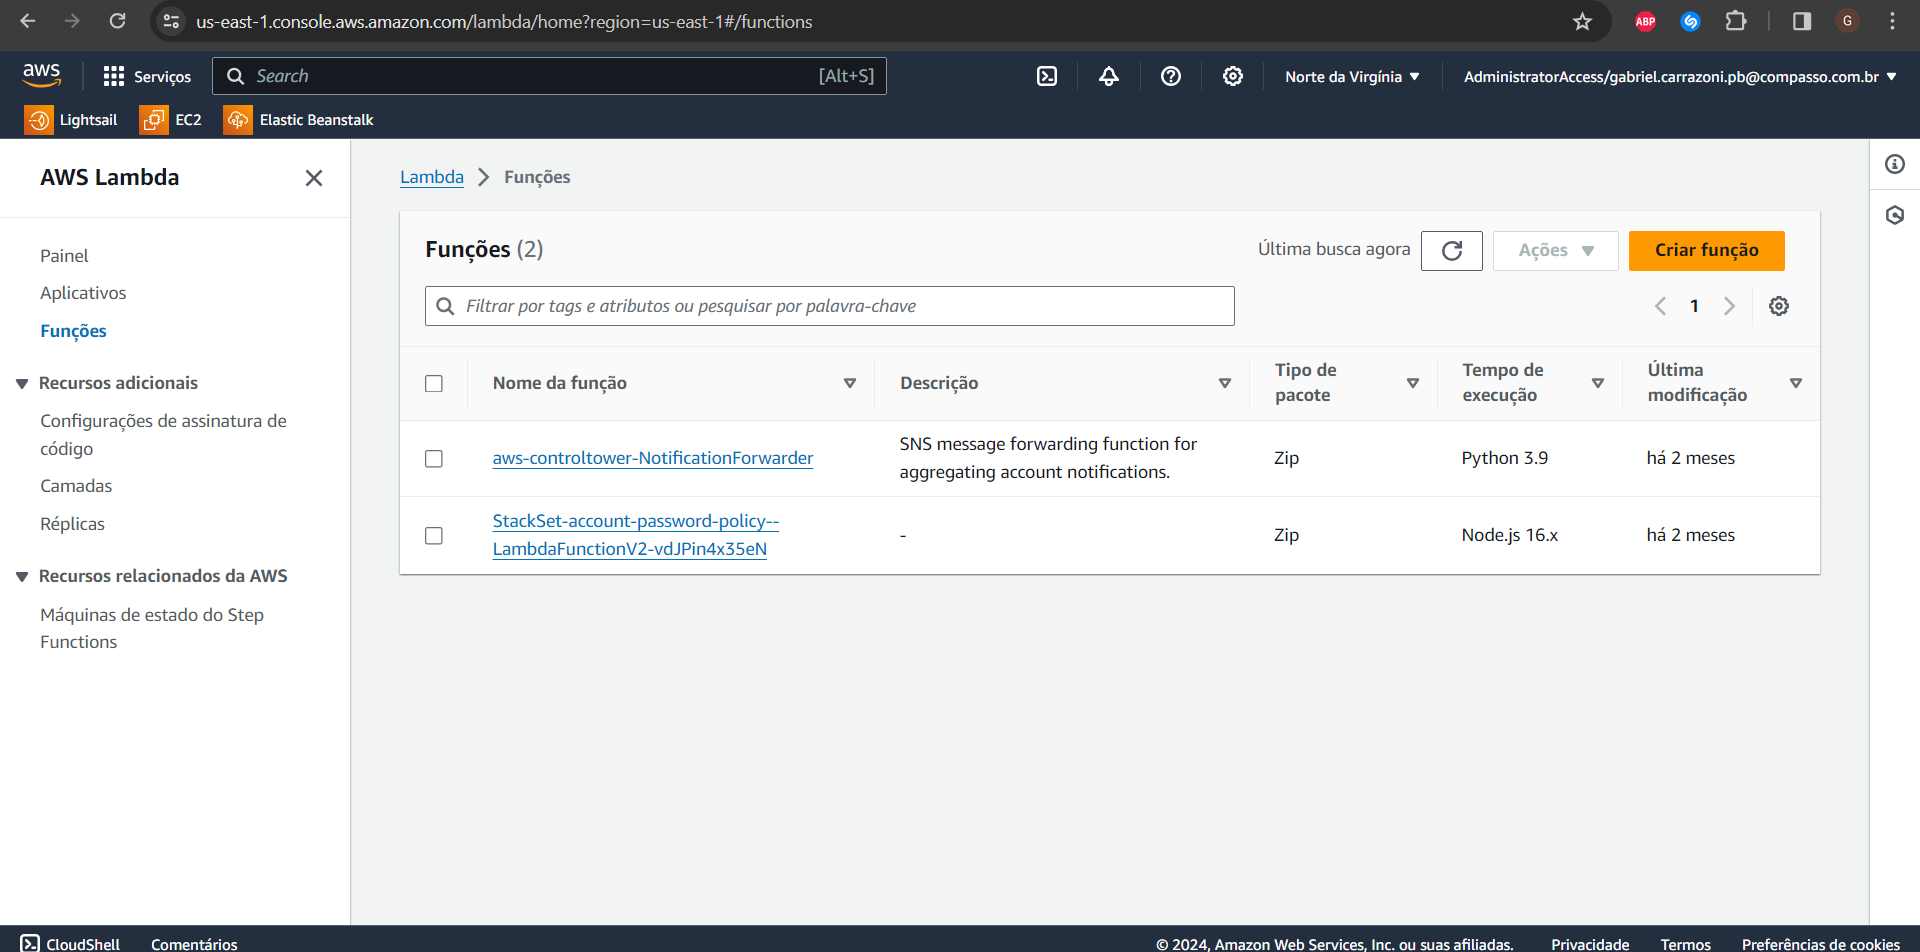 us-east-1.console.aws.amazon.com/lambda/home?region=us-east-1#/functions
ABP
G
aws
Serviços
Search
[Alt+S]
Norte da Virgínia
AdministratorAccess/gabriel.carrazoni.pb@compasso.com.br
Lightsail
EC2
Elastic Beanstalk
AWS Lambda
Painel
Aplicativos
Funções
Recursos adicionais
Configurações de assinatura de
código
Camadas
Réplicas
Recursos relacionados da AWS
Máquinas de estado do Step
Functions
Lambda
Funções
Funções (2)
Última busca agora
Ações
Criar função
Filtrar por tags e atributos ou pesquisar por palavra-chave
1
Nome da função
Descrição
Tipo de
pacote
Tempo de
execução
Última
modificação
aws-controltower-NotificationForwarder
SNS message forwarding function for
aggregating account notifications.
Zip
Python 3.9
há 2 meses
StackSet-account-password-policy--
LambdaFunctionV2-vdJPin4x35eN
-
Zip
Node.js 16.x
há 2 meses
CloudShell
Comentários
© 2024, Amazon Web Services, Inc. ou suas afiliadas.
Privacidade
Termos
Preferências de cookies